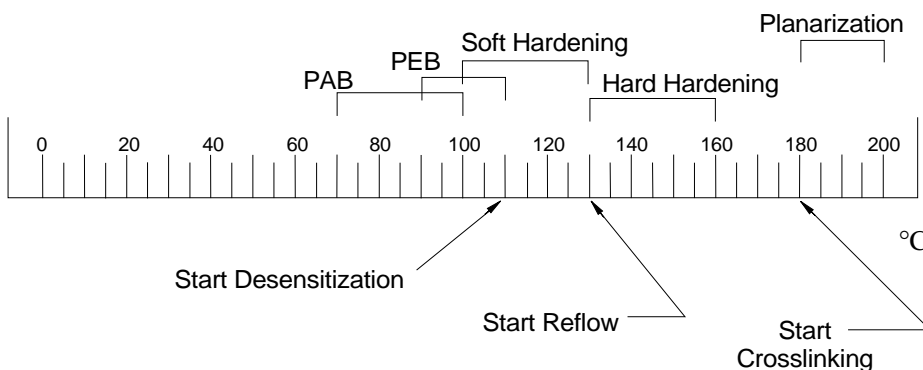 Planarization
Soft Hardening
PEB
PAB
Hard Hardening
0 20 40 60 80 100 120 140 160 180 200
°C
Start Desensitization
Start Reflow
Start
Crosslinking